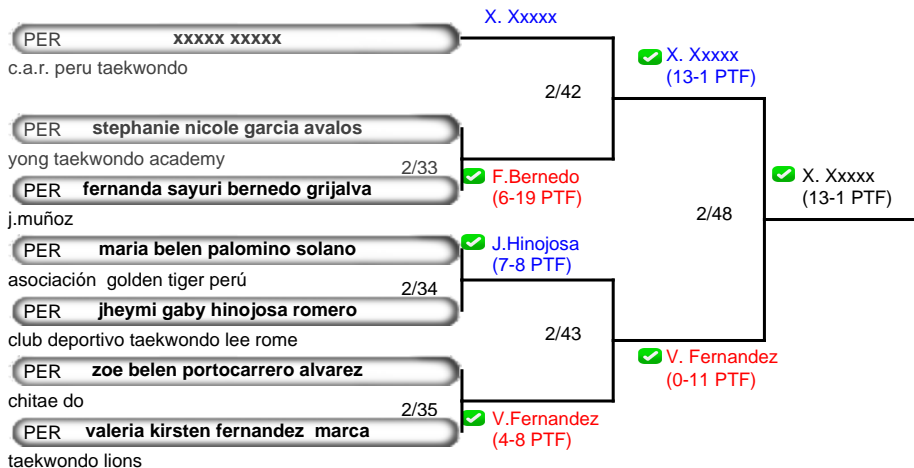 X. Xxxxx
PER xxxxx xxxxx
c.a.r. peru taekwondo
X. Xxxxx
(13-1 PTF)
2/42
PER stephanie nicole garcia avalos
yong taekwondo academy
2/33
PER fernanda sayuri bernedo grijalva
j.muñoz
F.Bernedo
(6-19 PTF)
X. Xxxxx
(13-1 PTF)
2/48
PER maria belen palomino solano
asociación golden tiger perú
2/34
PER jheymi gaby hinojosa romero
club deportivo taekwondo lee rome
J.Hinojosa
(7-8 PTF)
2/43
V. Fernandez
(0-11 PTF)
PER zoe belen portocarrero alvarez
chitae do
2/35
PER valeria kirsten fernandez marca
taekwondo lions
V.Fernandez
(4-8 PTF)